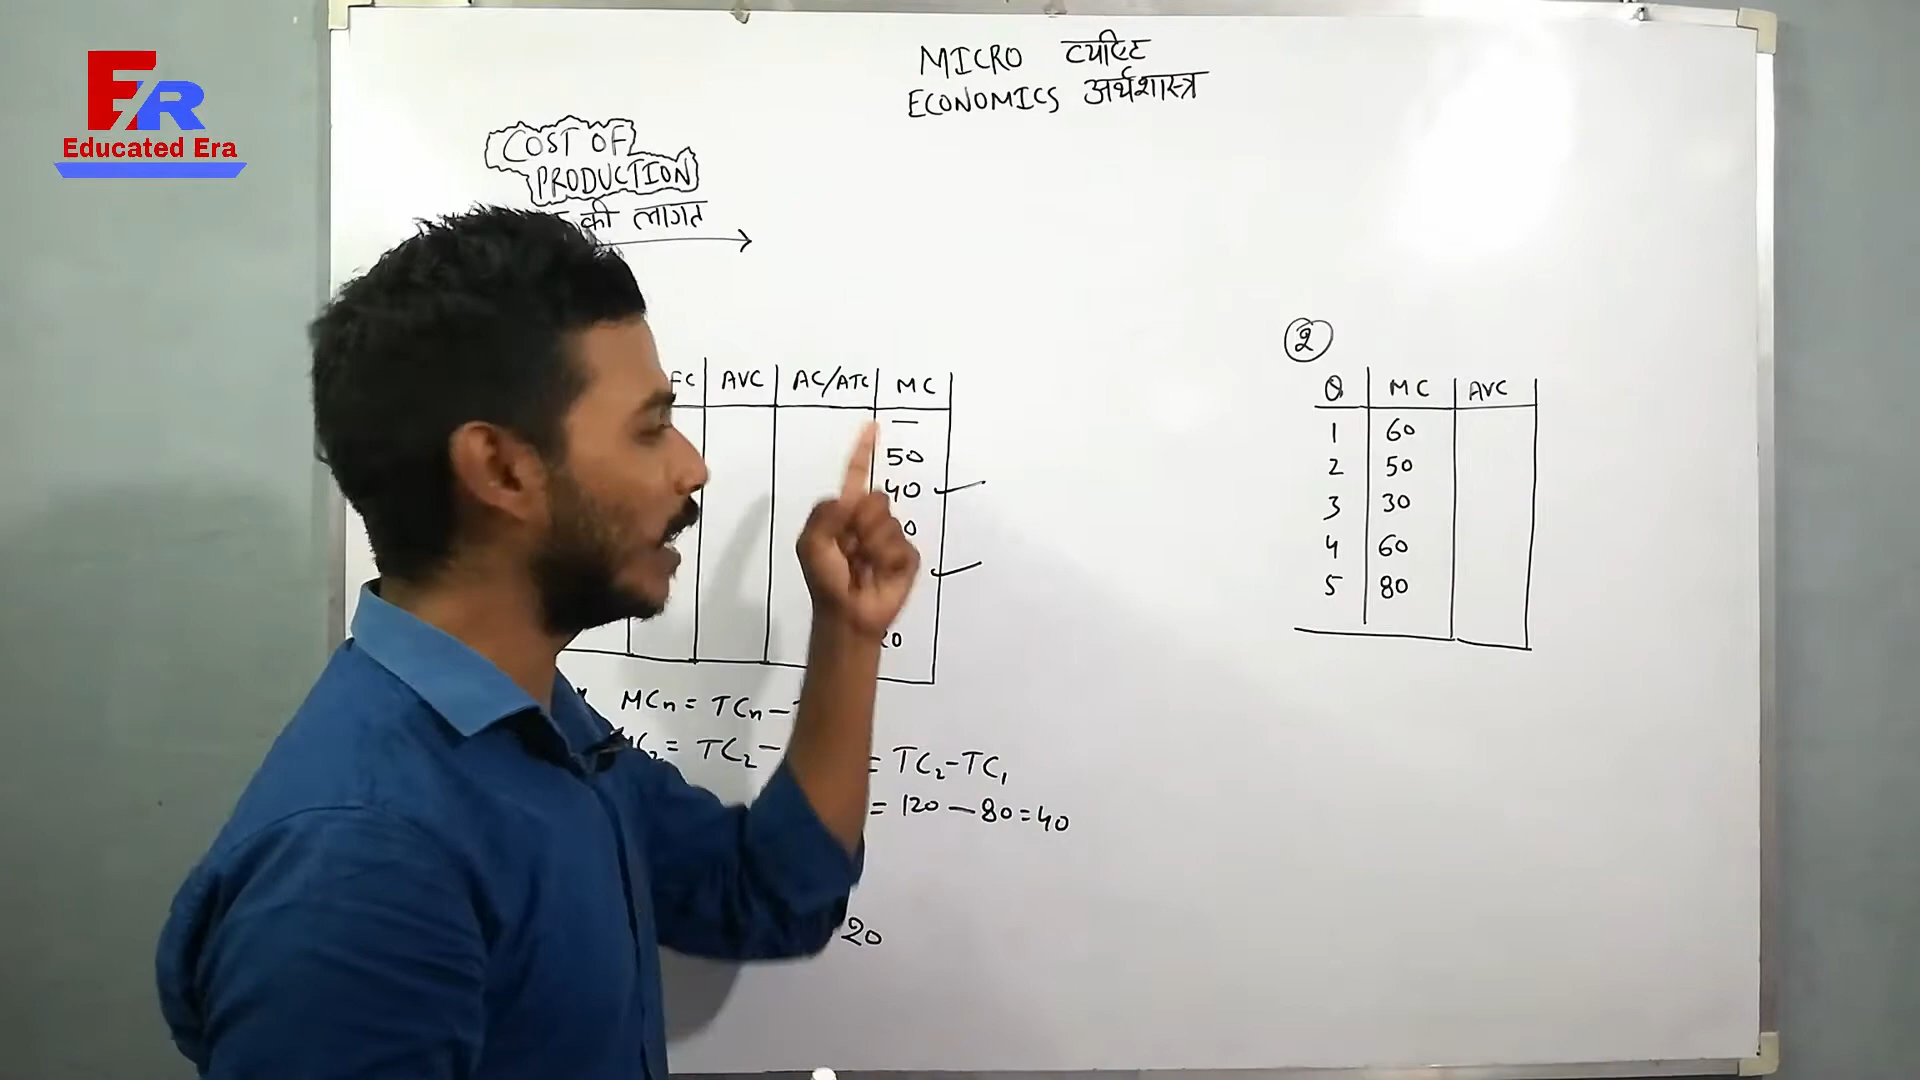 ER
Educated Era
MICRO व्यष्टि
ECONOMICS अर्थशास्त्र
COST OF
PRODUCTION
की लागत
FC AVC AC/ATC MC
—
50
40
0
20
MCn = TCn –
= TC2 –
= TC2 – TC1
= 120 – 80 = 40
20
2
Q MC AVC
1 60
2 50
3 30
4 60
5 80